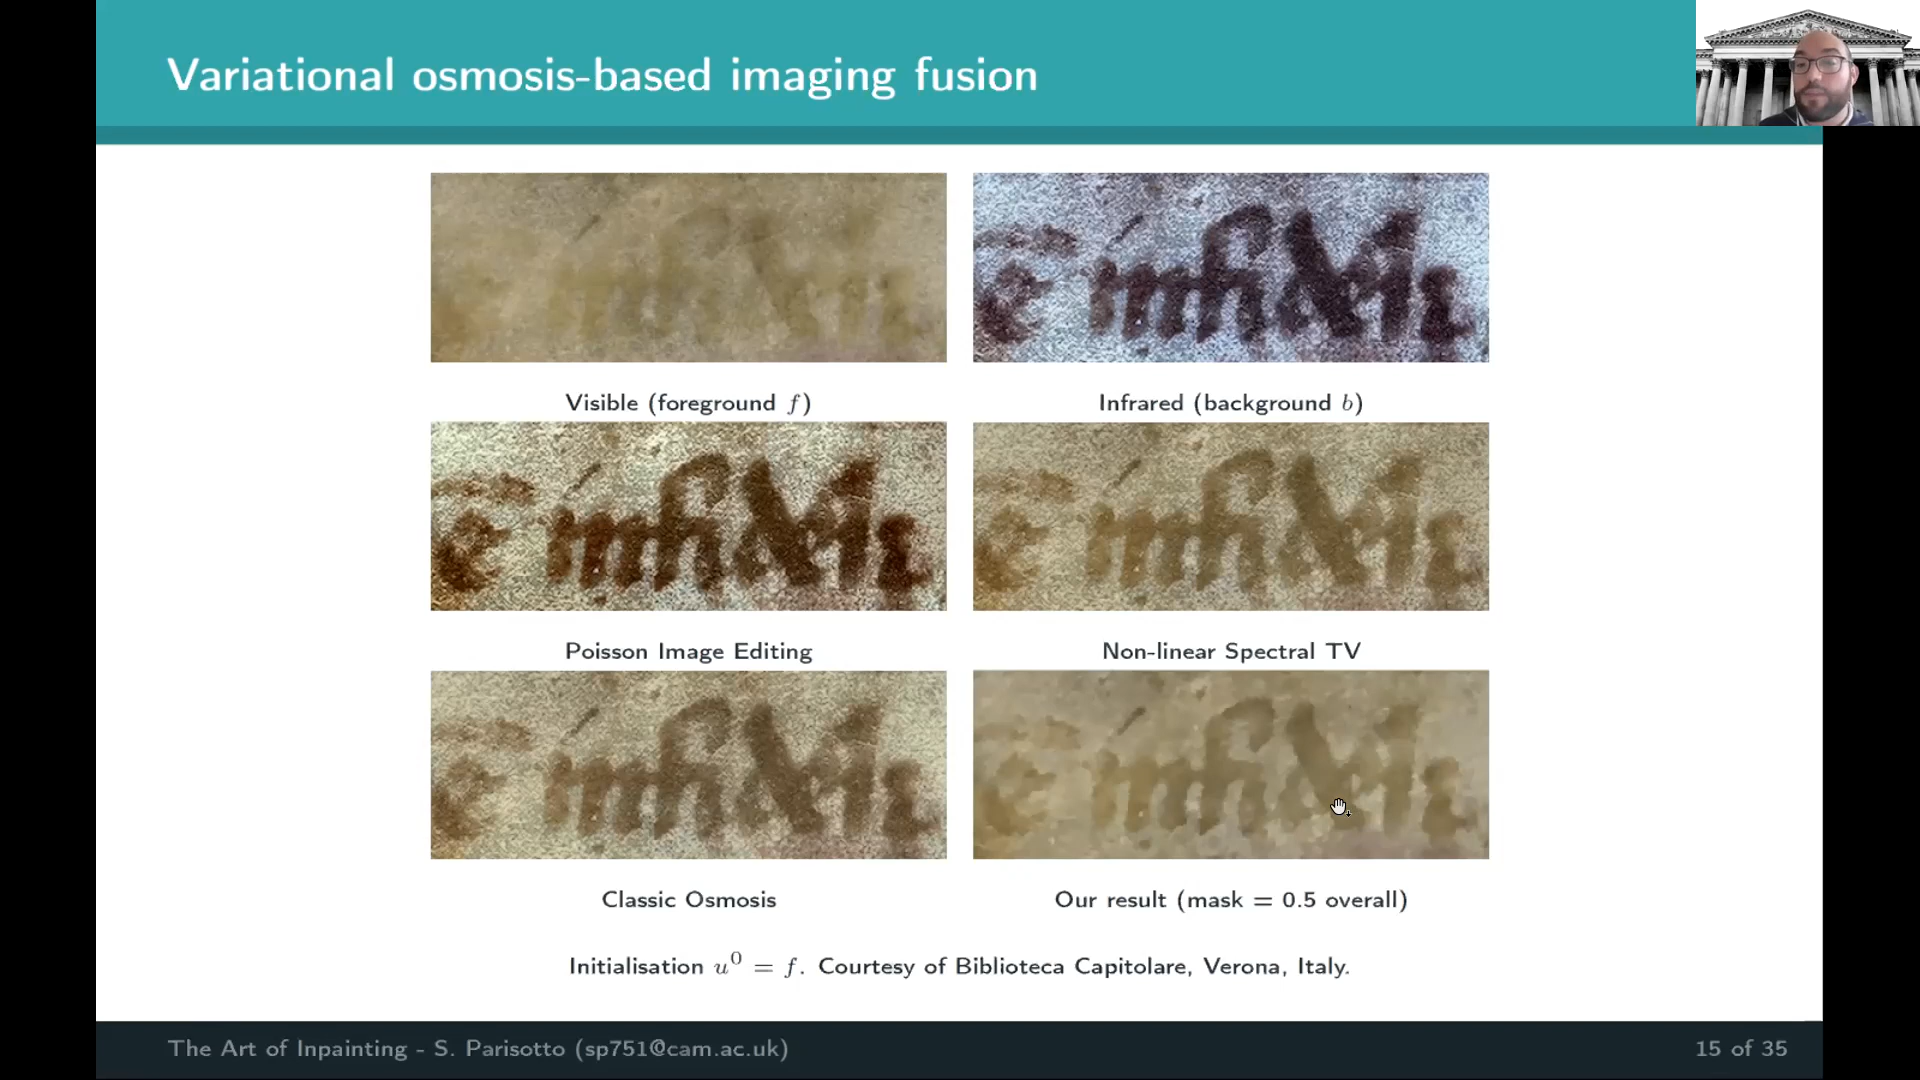 Variational osmosis-based imaging fusion
Visible (foreground f)
Infrared (background b)
Poisson Image Editing
Non-linear Spectral TV
Classic Osmosis
Our result (mask = 0.5 overall)
Initialisation u⁰ = f. Courtesy of Biblioteca Capitolare, Verona, Italy.
The Art of Inpainting - S. Parisotto (sp751@cam.ac.uk)
15 of 35